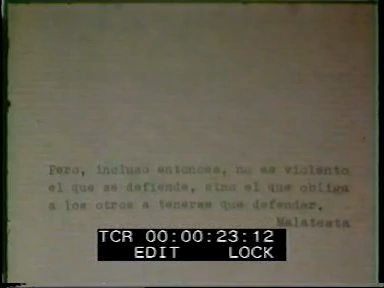 Pero, incluso entonces, no es violento
el que se defiende, sino el que obliga
a los otros a tenerse que defender.
Malatesta
TCR 00:00:23:12
EDIT LOCK